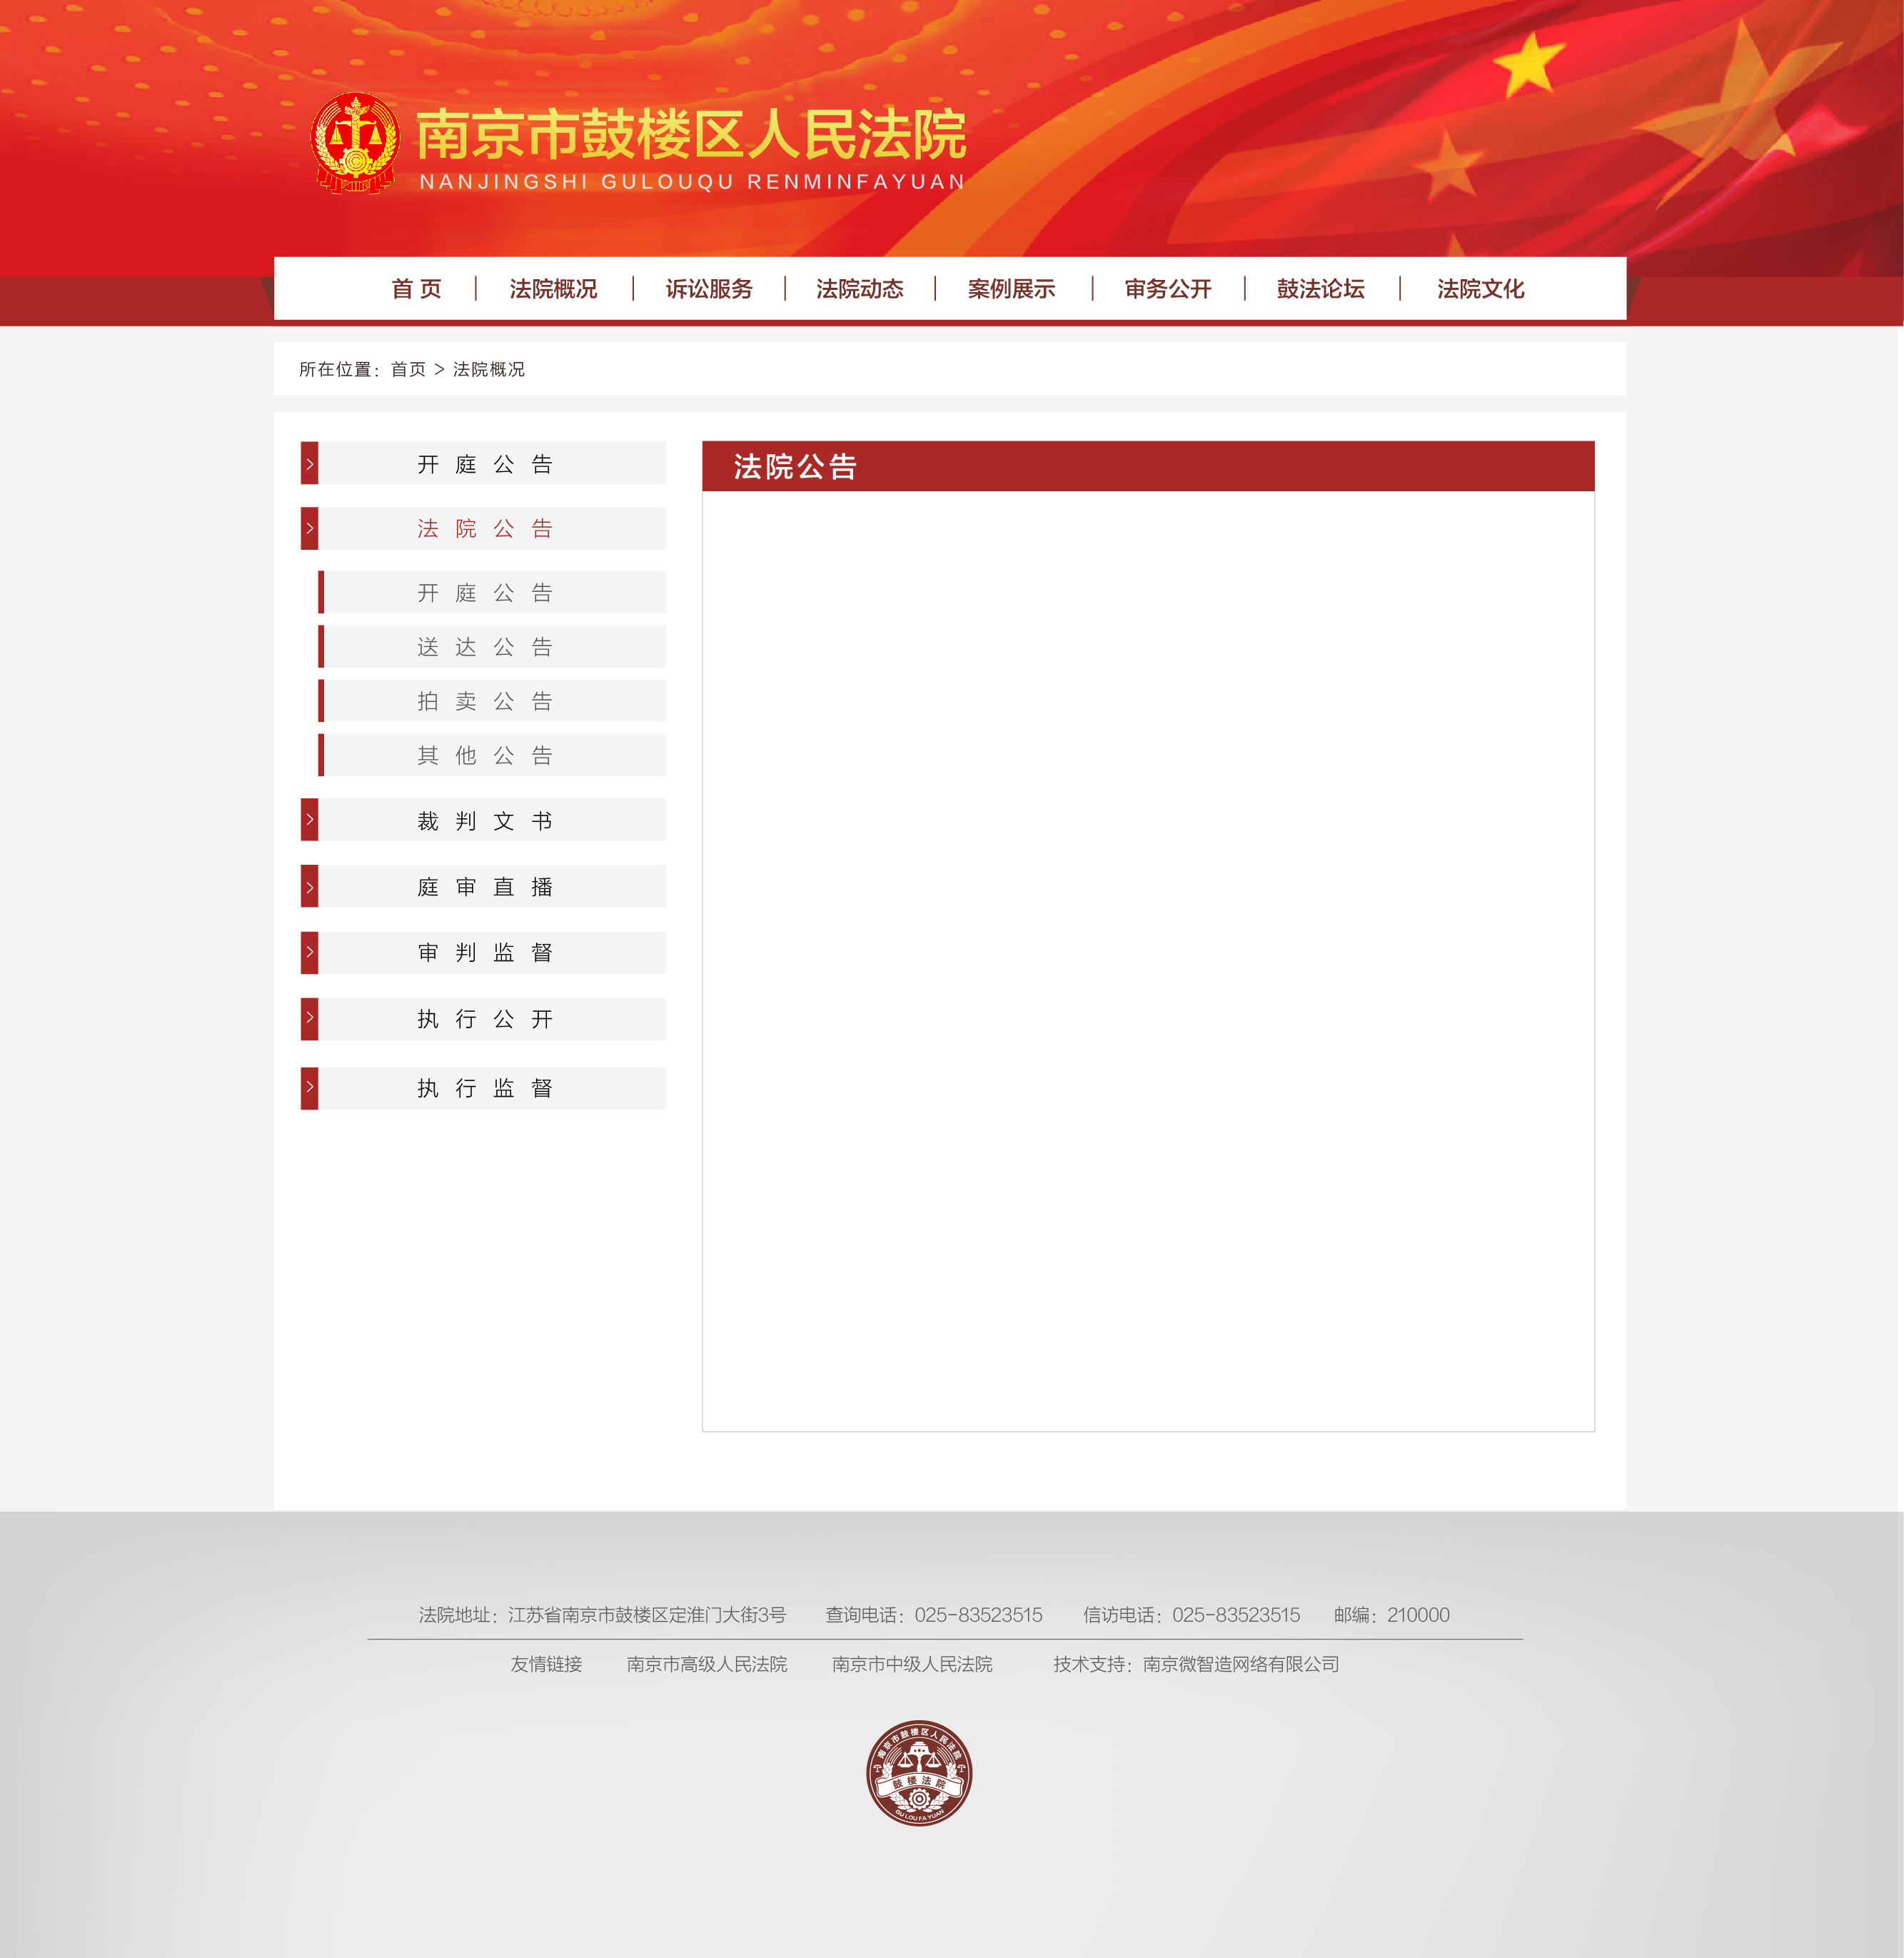 南京市鼓楼区人民法院
NANJINGSHI GULOUQU RENMINFAYUAN
首 页 法院概况 诉讼服务 法院动态 案例展示 审务公开 鼓法论坛 法院文化
所在位置：首页 > 法院概况
开庭公告
法院公告
开庭公告
送达公告
拍卖公告
其他公告
裁判文书
庭审直播
审判监督
执行公开
执行监督
法院公告
法院地址：江苏省南京市鼓楼区定淮门大街3号 查询电话：025-83523515 信访电话：025-83523515 邮编：210000
友情链接 南京市高级人民法院 南京市中级人民法院 技术支持：南京微智造网络有限公司
南京市鼓楼区人民法院
鼓楼法院
GU LOU FA YUAN